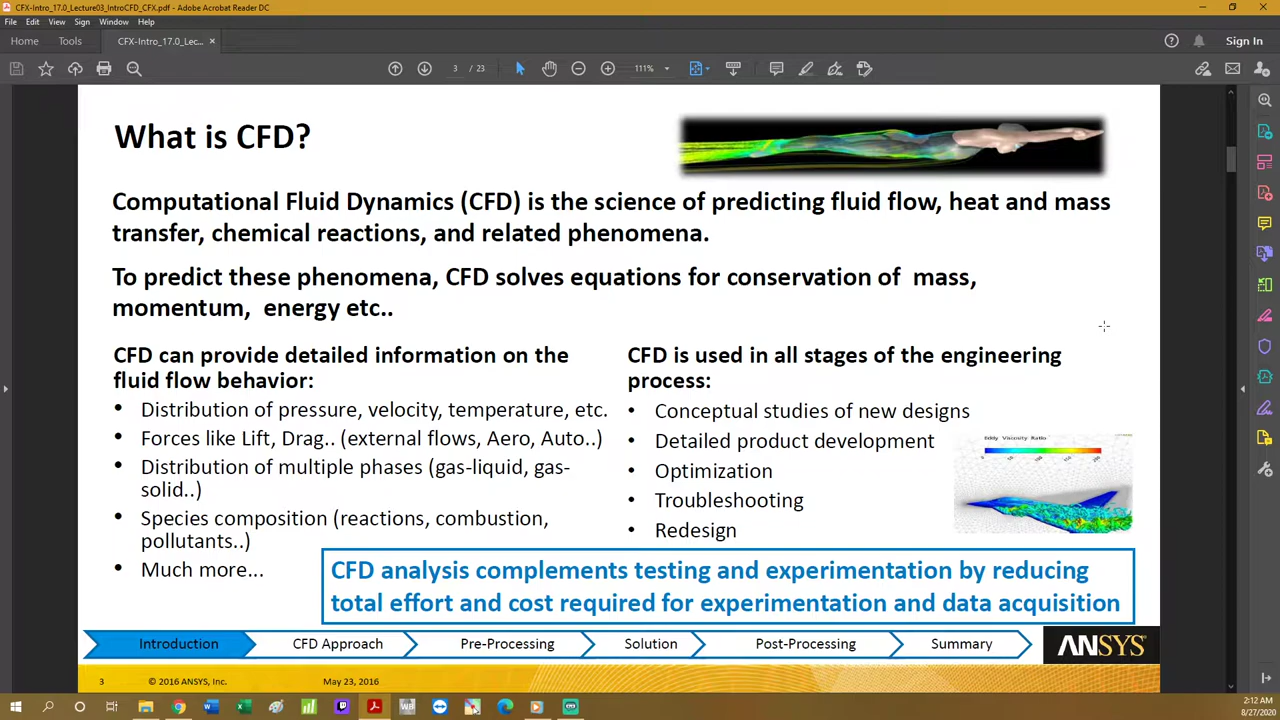 CFX-Intro_17.0_Lecture03_IntroCFD_CFX.pdf - Adobe Acrobat Reader DC
File Edit View Sign Window Help
Home Tools CFX-Intro_17.0_Lec... × Sign In
3 / 23 111%
What is CFD?
Computational Fluid Dynamics (CFD) is the science of predicting fluid flow, heat and mass
transfer, chemical reactions, and related phenomena.
To predict these phenomena, CFD solves equations for conservation of mass,
momentum, energy etc..
CFD can provide detailed information on the
fluid flow behavior:
• Distribution of pressure, velocity, temperature, etc.
• Forces like Lift, Drag.. (external flows, Aero, Auto..)
• Distribution of multiple phases (gas-liquid, gas-
solid..)
• Species composition (reactions, combustion,
pollutants..)
• Much more...
CFD is used in all stages of the engineering
process:
• Conceptual studies of new designs
• Detailed product development
• Optimization
• Troubleshooting
• Redesign
Eddy Viscosity Ratio
CFD analysis complements testing and experimentation by reducing
total effort and cost required for experimentation and data acquisition
Introduction CFD Approach Pre-Processing Solution Post-Processing Summary ANSYS
3 © 2016 ANSYS, Inc. May 23, 2016
2:12 AM
8/27/2020